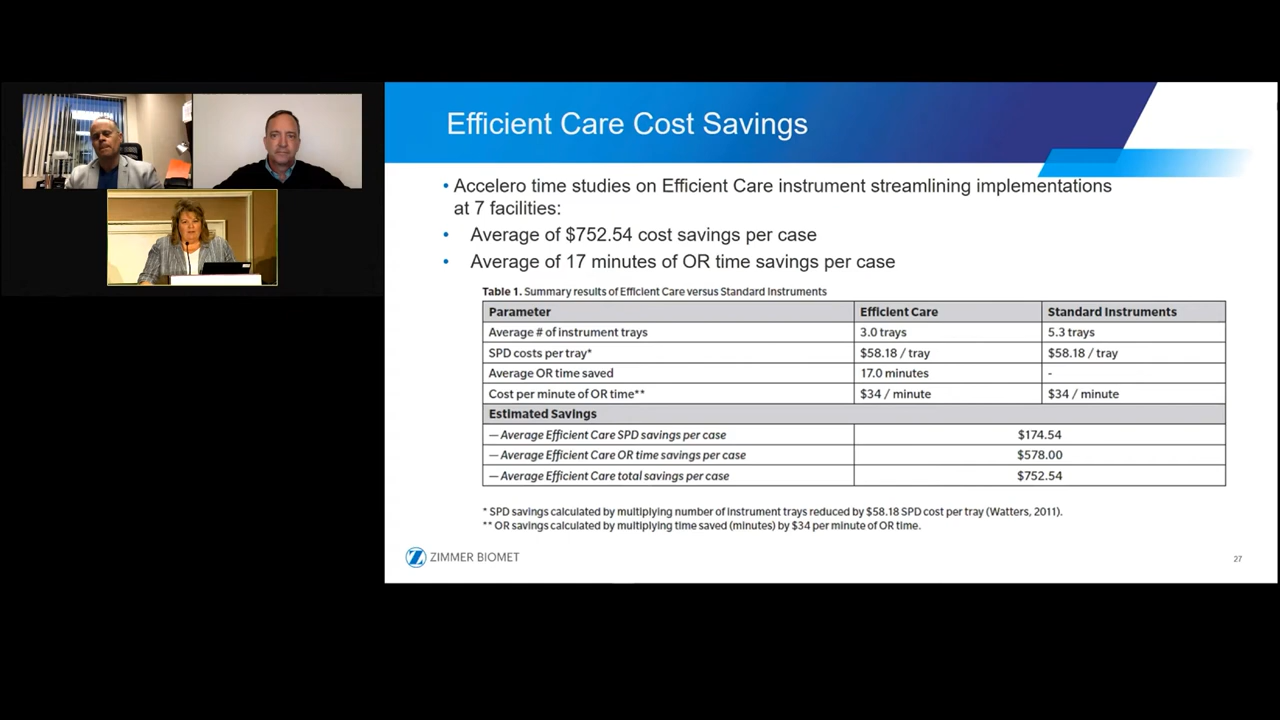 Efficient Care Cost Savings
• Accelero time studies on Efficient Care instrument streamlining implementations
at 7 facilities:
• Average of $752.54 cost savings per case
• Average of 17 minutes of OR time savings per case
Table 1. Summary results of Efficient Care versus Standard Instruments
Parameter Efficient Care Standard Instruments
Average # of instrument trays 3.0 trays 5.3 trays
SPD costs per tray* $58.18 / tray $58.18 / tray
Average OR time saved 17.0 minutes -
Cost per minute of OR time** $34 / minute $34 / minute
Estimated Savings
— Average Efficient Care SPD savings per case $174.54
— Average Efficient Care OR time savings per case $578.00
— Average Efficient Care total savings per case $752.54
* SPD savings calculated by multiplying number of instrument trays reduced by $58.18 SPD cost per tray (Watters, 2011).
** OR savings calculated by multiplying time saved (minutes) by $34 per minute of OR time.
ZIMMER BIOMET
27